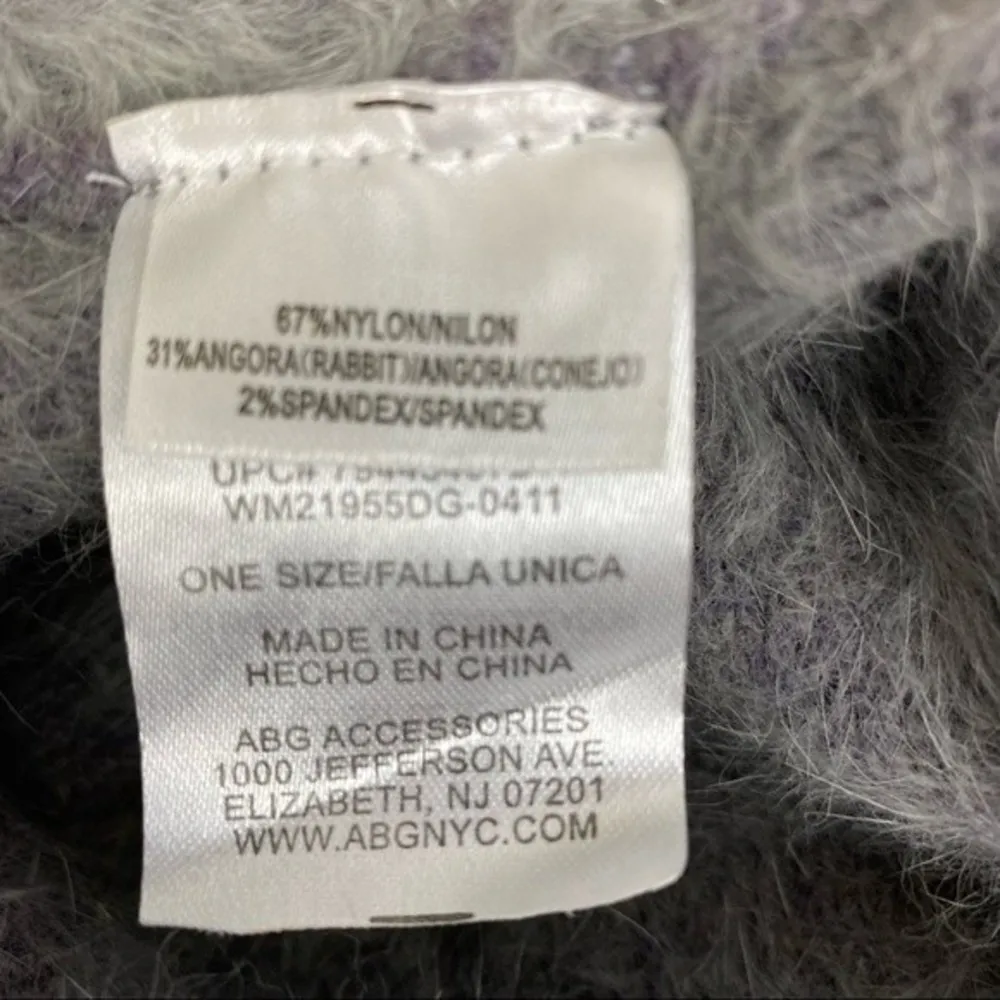 67%NYLON/NILON
31%ANGORA(RABBIT)/ANGORA(CONEJO)
2%SPANDEX/SPANDEX
UPC#
WM21955DG-0411
ONE SIZE/FALLA UNICA
MADE IN CHINA
HECHO EN CHINA
ABG ACCESSORIES
1000 JEFFERSON AVE.
ELIZABETH, NJ 07201
WWW.ABGNYC.COM